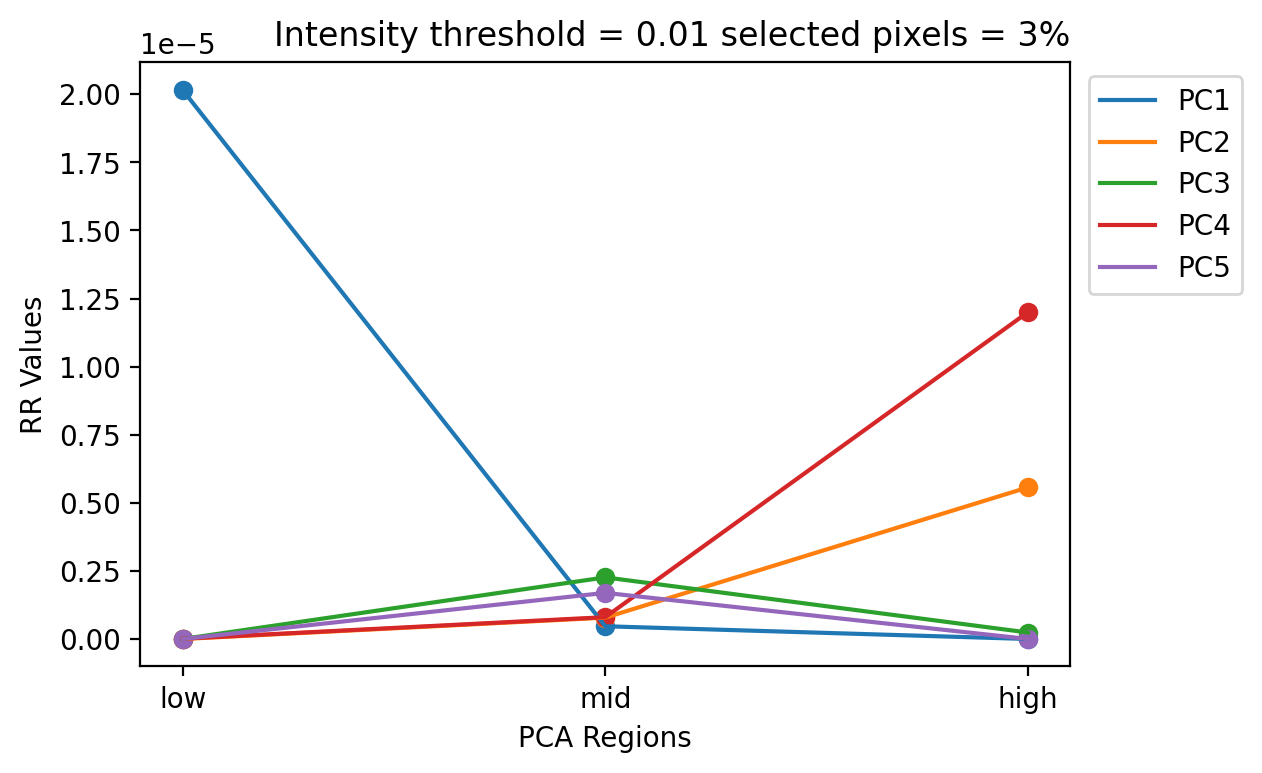 Intensity threshold = 0.01 selected pixels = 3%
1e−5
2.00
1.75
1.50
1.25
1.00
0.75
0.50
0.25
0.00
RR Values
low
mid
high
PCA Regions
PC1
PC2
PC3
PC4
PC5